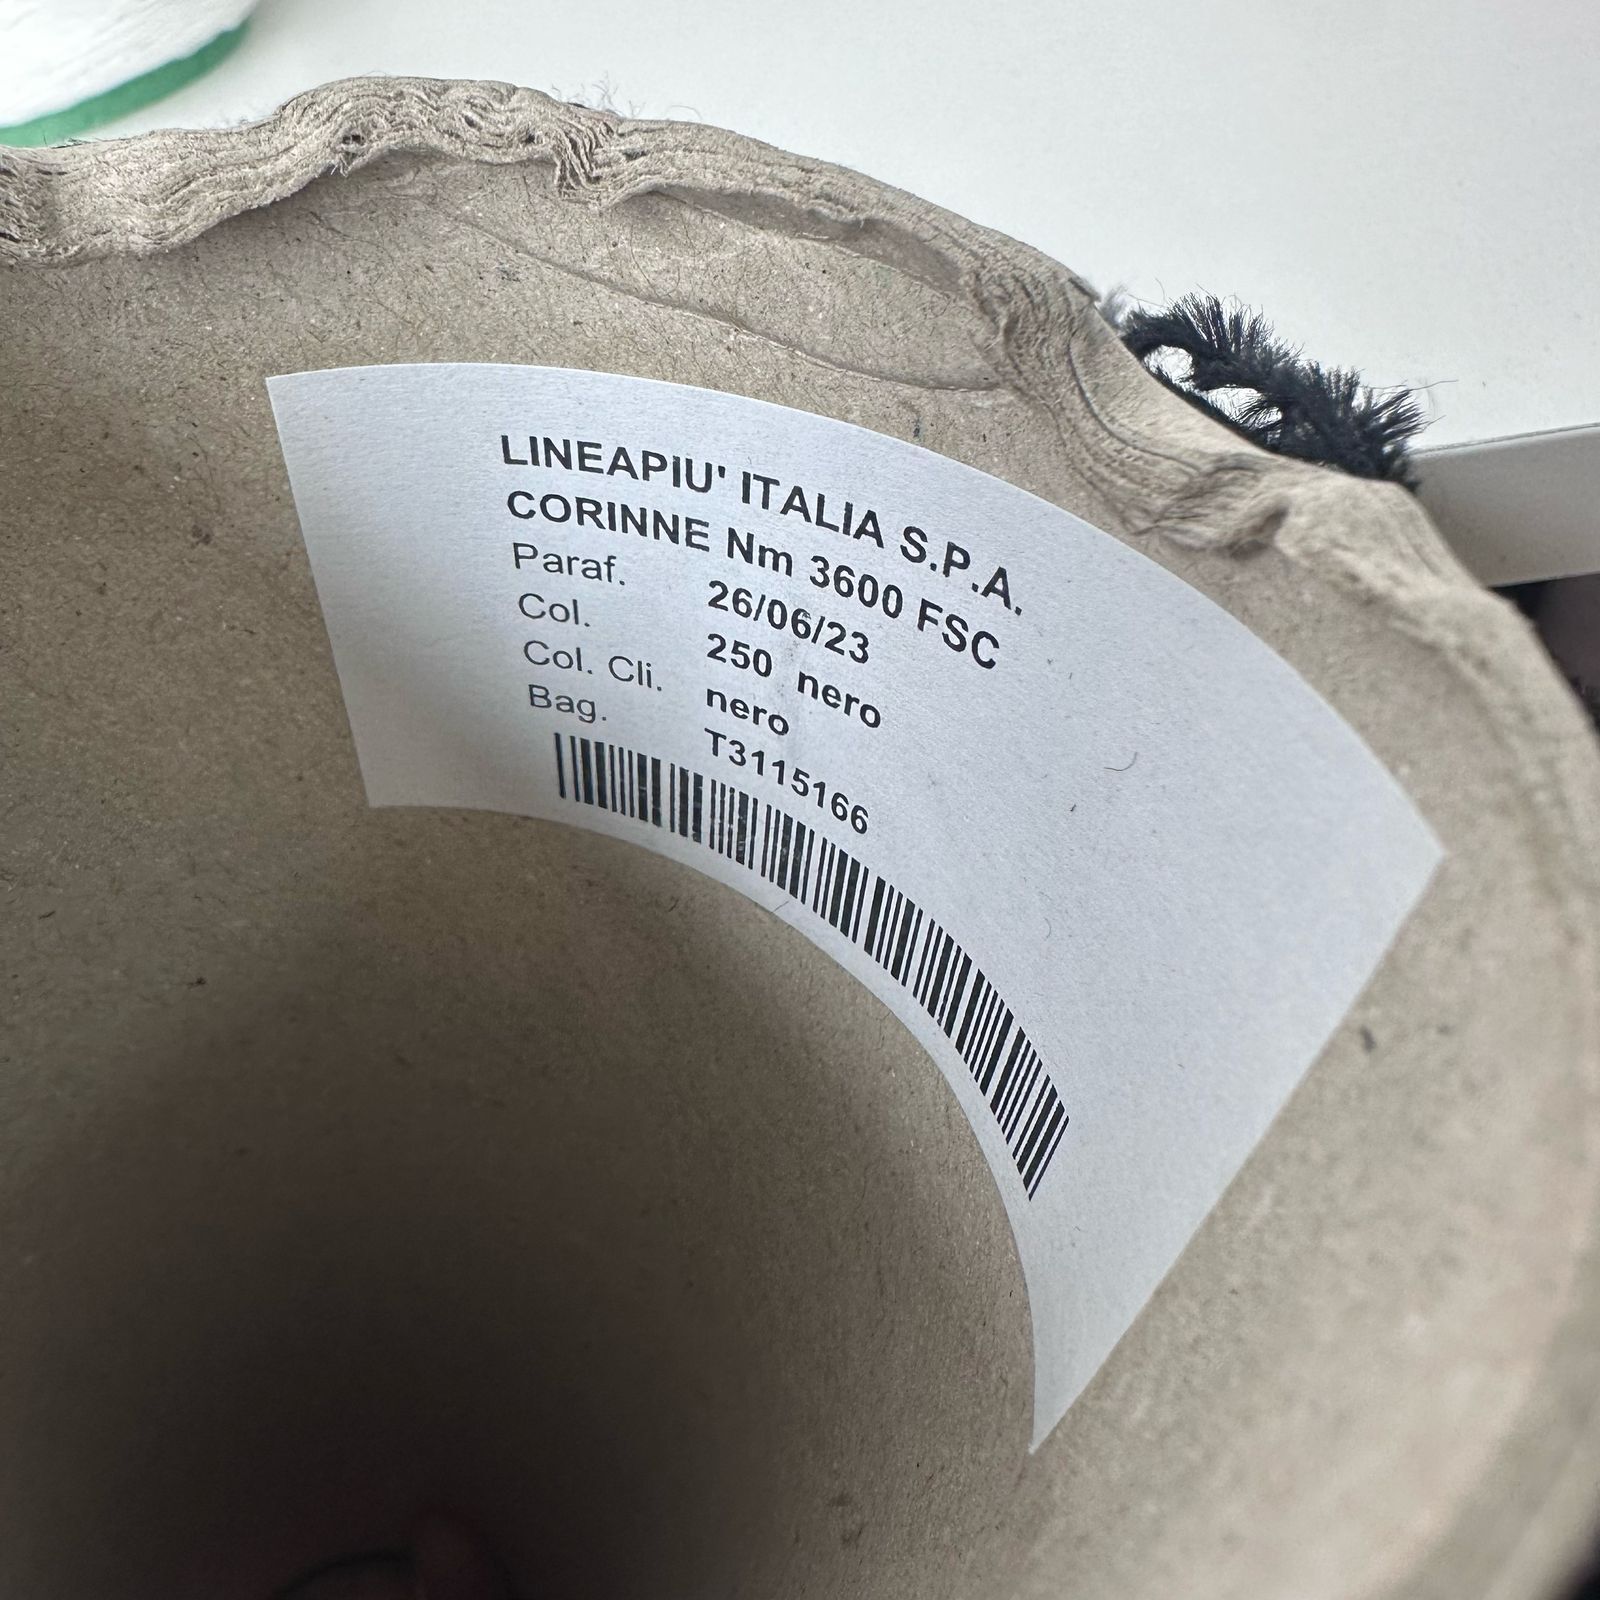 LINEAPIU' ITALIA S.P.A.
CORINNE Nm 3600 FSC
Paraf. 26/06/23
Col. 250 nero
Col. Cli. nero
Bag. T3115166